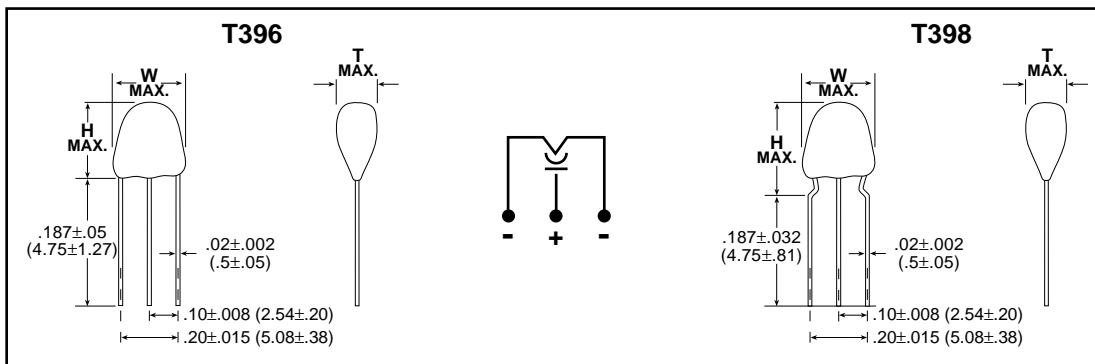 T396
W
MAX.
T
MAX.
H
MAX.
.187±.05
(4.75±1.27)
.02±.002
(.5±.05)
.10±.008 (2.54±.20)
.20±.015 (5.08±.38)
- + -
T398
W
MAX.
T
MAX.
H
MAX.
.187±.032
(4.75±.81)
.02±.002
(.5±.05)
.10±.008 (2.54±.20)
.20±.015 (5.08±.38)